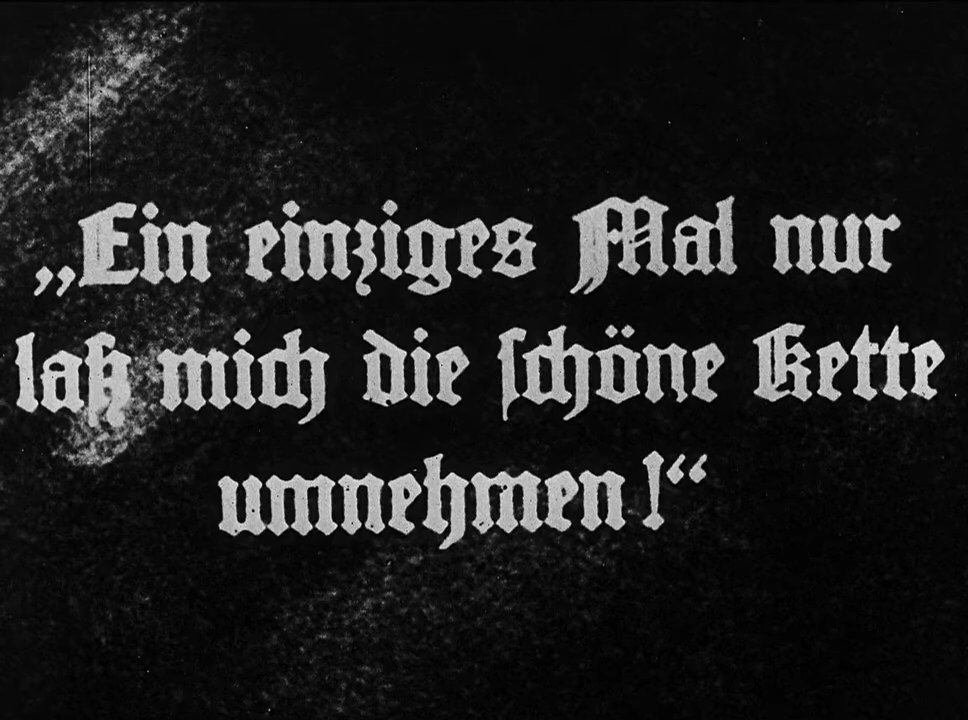 „Ein einziges Mal nur
laß mich die ſchöne Kette
umnehmen!“